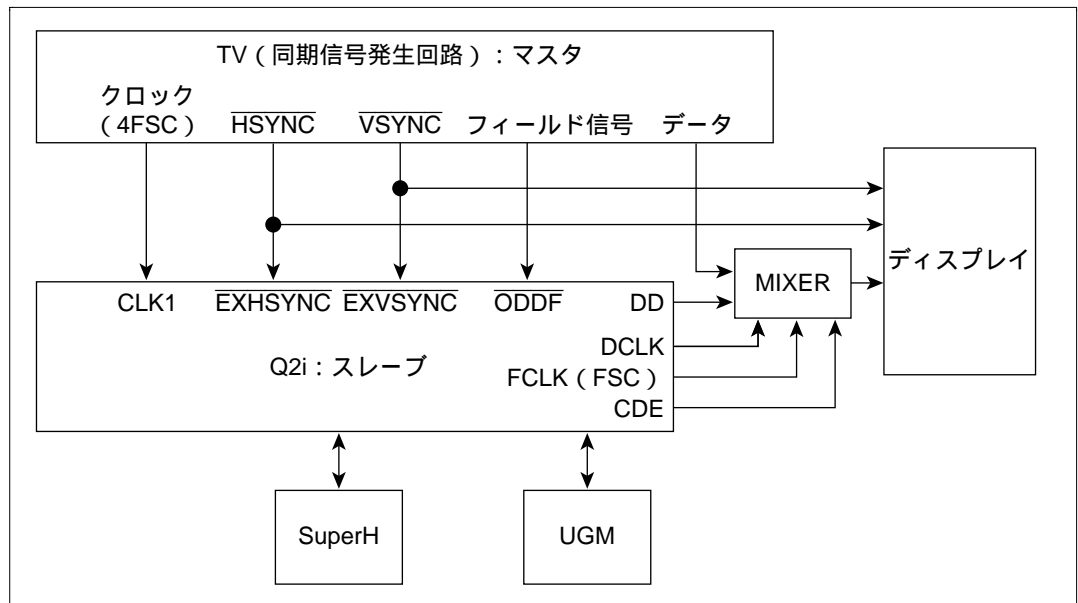 TV(同期信号発生回路):マスタ
クロック
(4FSC) HSYNC VSYNC フィールド信号 データ
ディスプレイ
MIXER
CLK1 EXHSYNC EXVSYNC ODDF DD
DCLK
Q2i:スレーブ
FCLK(FSC)
CDE
SuperH UGM